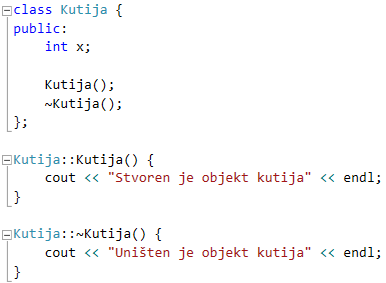 class Kutija {
public:
    int x;

    Kutija();
    ~Kutija();
};

Kutija::Kutija() {
    cout << "Stvoren je objekt kutija" << endl;
}

Kutija::~Kutija() {
    cout << "Uništen je objekt kutija" << endl;
}